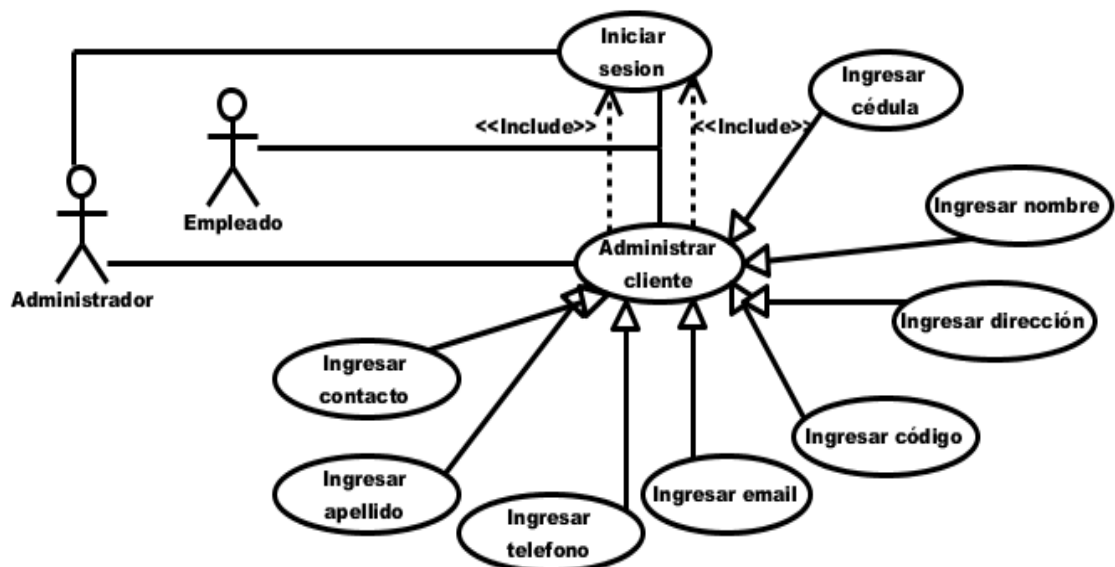 Iniciar
sesion
Ingresar
cédula
<<Include>>
<<Include>>
Empleado
Ingresar nombre
Administrador
Administrar
cliente
Ingresar dirección
Ingresar
contacto
Ingresar código
Ingresar
apellido
Ingresar email
Ingresar
telefono